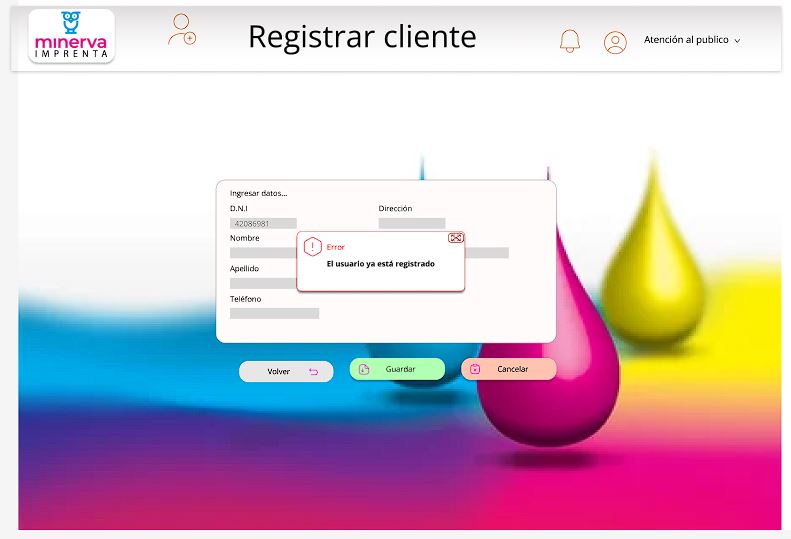 minerva
IMPRENTA
Registrar cliente
Atención al publico
Ingresar datos...
D.N.I
Dirección
42086981
Nombre
Error
El usuario ya está registrado
Apellido
Teléfono
Volver
Guardar
Cancelar